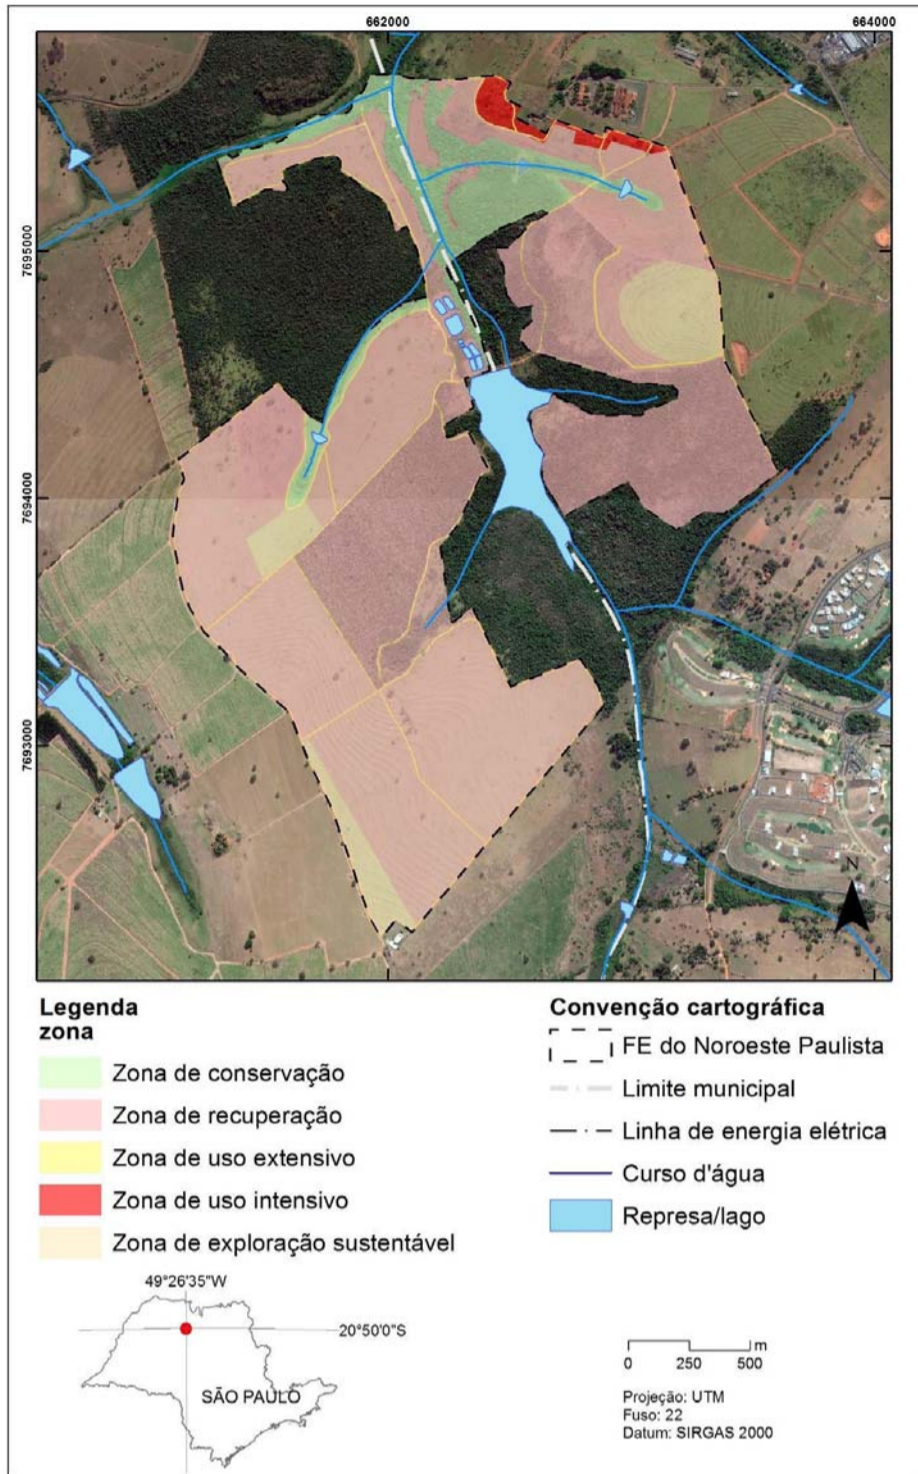 662000
664000
7695000
7694000
7693000
N
Legenda
zona
Zona de conservação
Zona de recuperação
Zona de uso extensivo
Zona de uso intensivo
Zona de exploração sustentável
Convenção cartográfica
FE do Noroeste Paulista
Limite municipal
Linha de energia elétrica
Curso d'água
Represa/lago
49°26'35"W
20°50'0"S
SÃO PAULO
m
0 250 500
Projeção: UTM
Fuso: 22
Datum: SIRGAS 2000